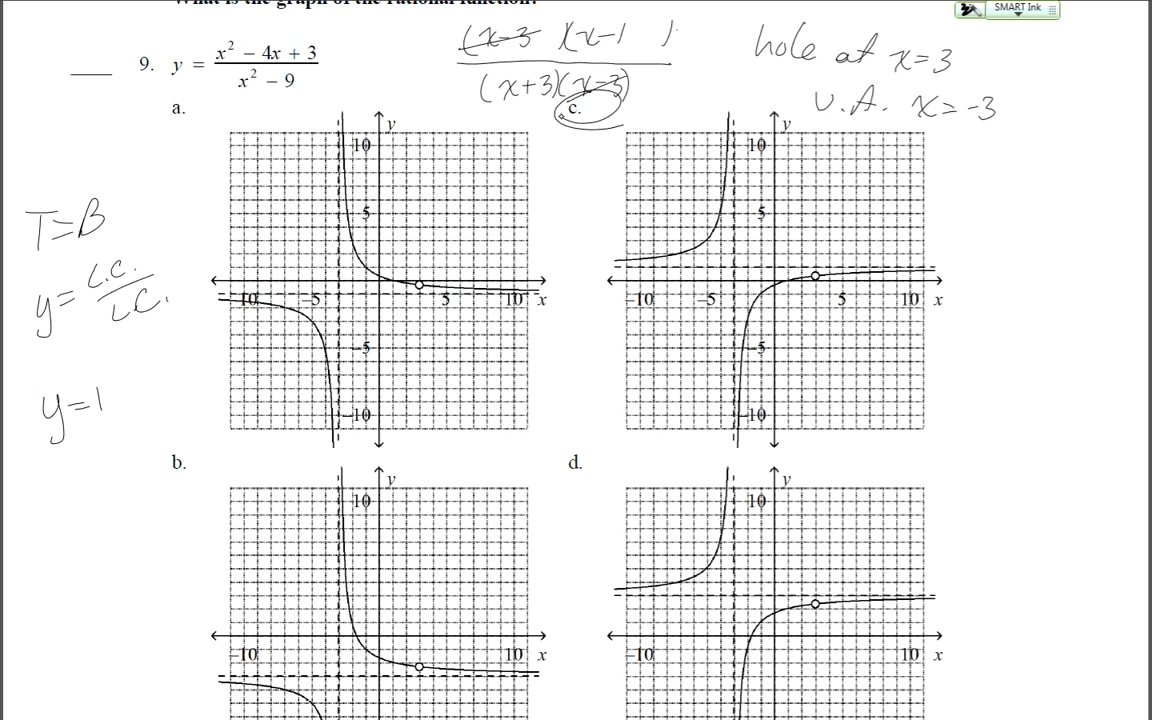 What is the graph of the rational function?
SMART Ink
9. y = x² − 4x + 3 / x² − 9
(x-3)(x-1)
(x+3)(x-3)
hole at x=3
V.A. x=-3
a.
y
10
5
-10
-5
5
10
x
-5
-10
c.
y
10
5
-10
-5
5
10
x
-5
-10
T=B
y= L.C. / L.C.
y=1
b.
y
10
-10
10
x
d.
y
10
-10
10
x